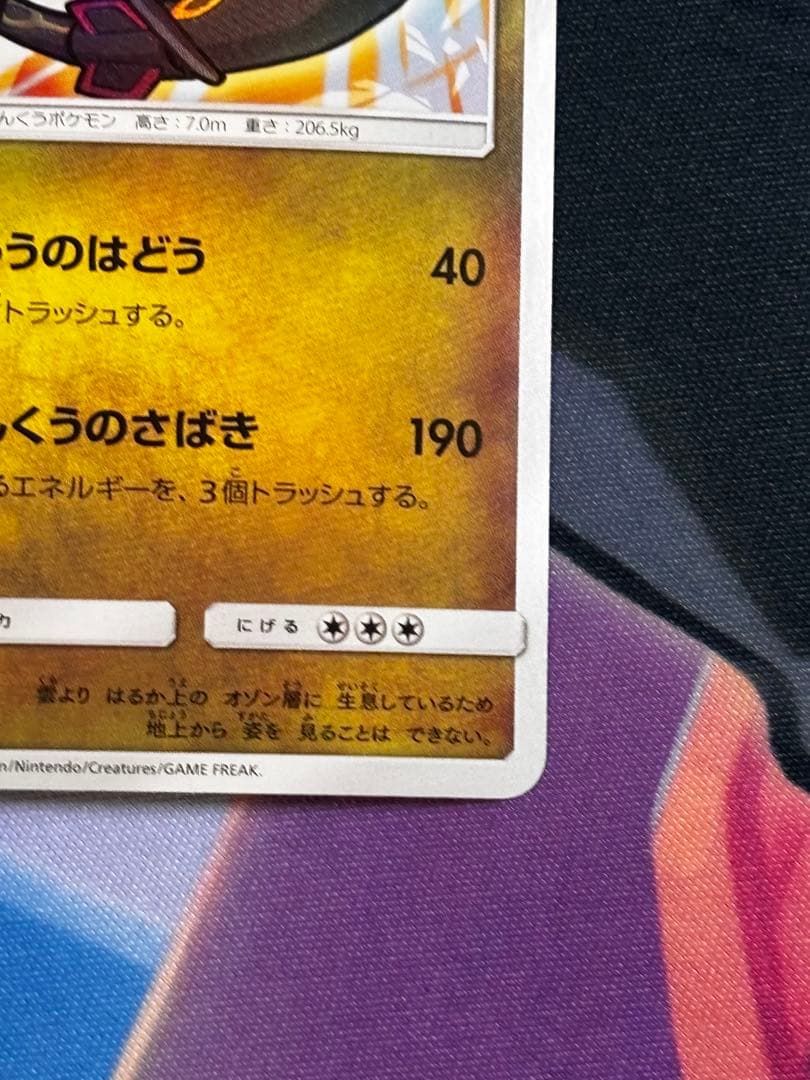 んくうポケモン 高さ：7.0m 重さ：206.5kg
うのはどう 40
トラッシュする。
くうのさばき 190
るエネルギーを、3個トラッシュする。
力 にげる
雲より はるか上の オゾン層に 生息しているため
地上から 姿を 見ることは できない。
n/Nintendo/Creatures/GAME FREAK.